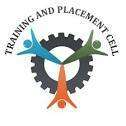 TRAINING AND PLACEMENT CELL